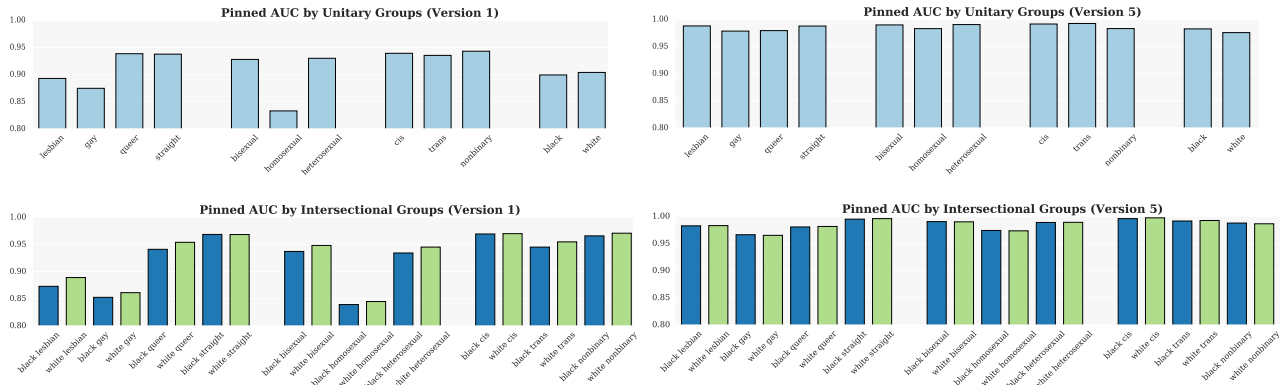 Pinned AUC by Unitary Groups (Version 1)
1.00
0.95
0.90
0.85
0.80
lesbian
gay
queer
straight
bisexual
homosexual
heterosexual
cis
trans
nonbinary
black
white
Pinned AUC by Unitary Groups (Version 5)
1.00
0.95
0.90
0.85
0.80
lesbian
gay
queer
straight
bisexual
homosexual
heterosexual
cis
trans
nonbinary
black
white
Pinned AUC by Intersectional Groups (Version 1)
1.00
0.95
0.90
0.85
0.80
black lesbian
white lesbian
black gay
white gay
black queer
white queer
black straight
white straight
black bisexual
white bisexual
black homosexual
white homosexual
black heterosexual
white heterosexual
black cis
white cis
black trans
white trans
black nonbinary
white nonbinary
Pinned AUC by Intersectional Groups (Version 5)
1.00
0.95
0.90
0.85
0.80
black lesbian
white lesbian
black gay
white gay
black queer
white queer
black straight
white straight
black bisexual
white bisexual
black homosexual
white homosexual
black heterosexual
white heterosexual
black cis
white cis
black trans
white trans
black nonbinary
white nonbinary